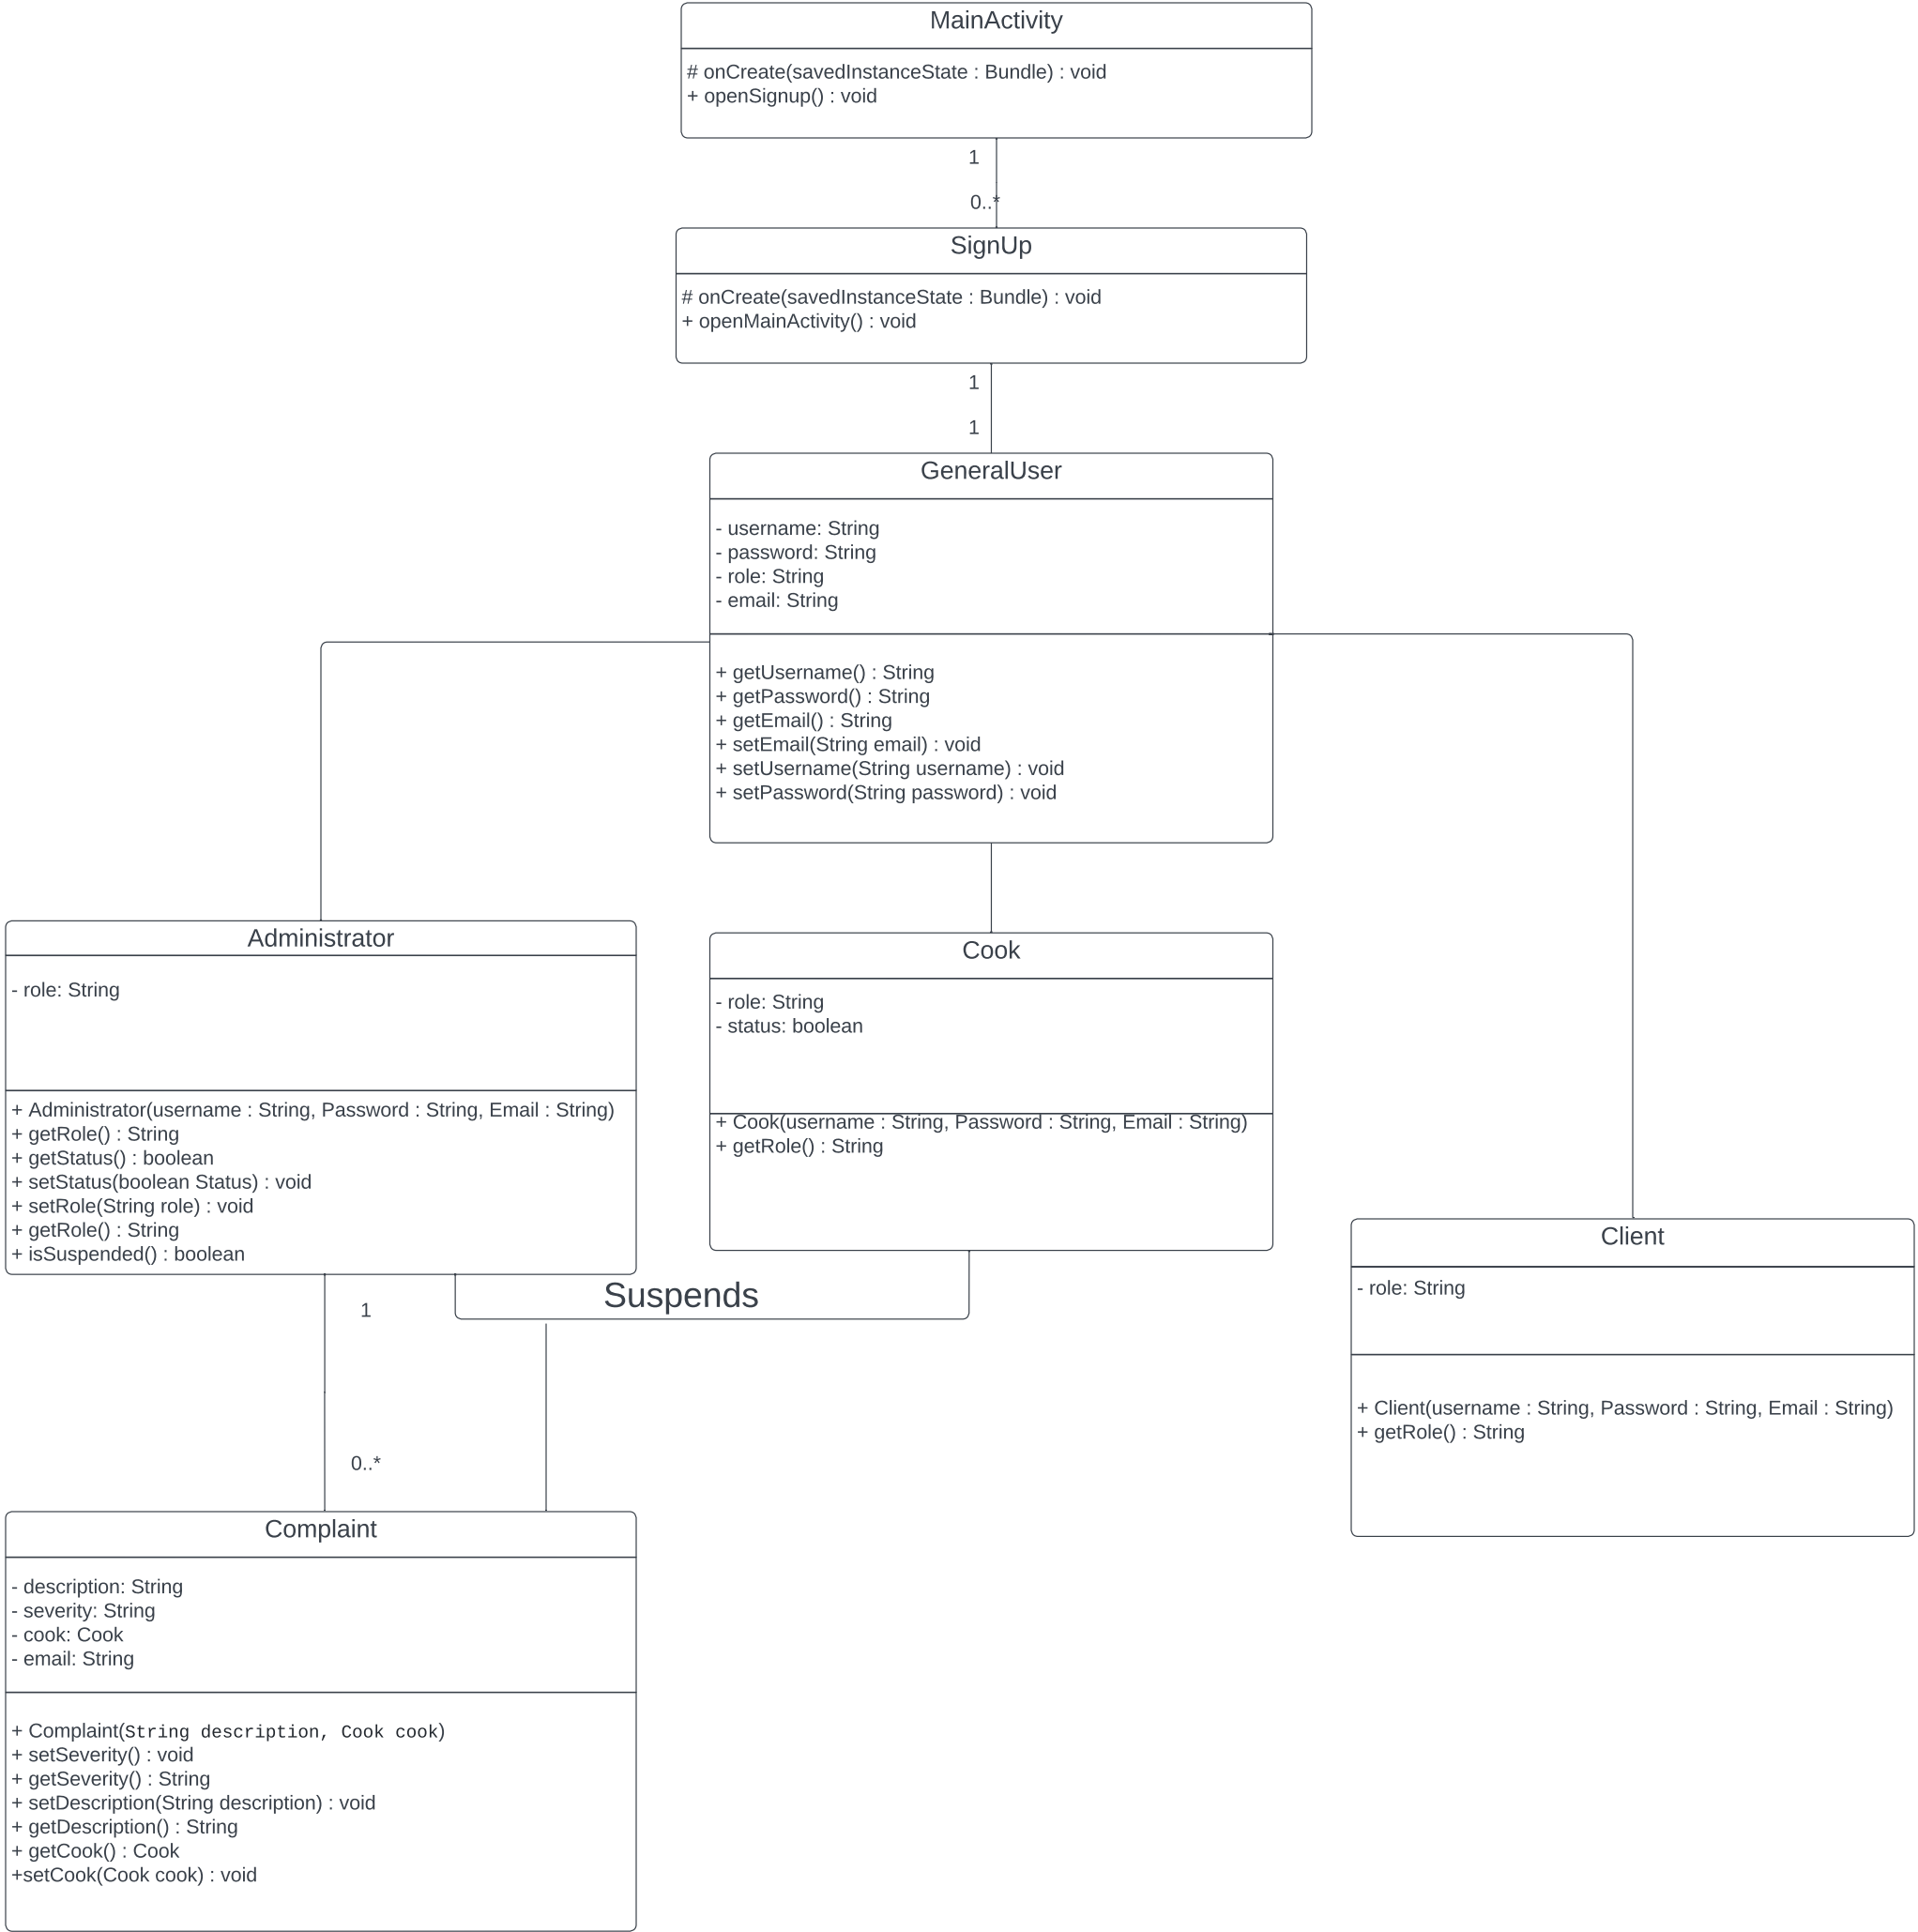 MainActivity
# onCreate(savedInstanceState : Bundle) : void
+ openSignup() : void
1
0..*
SignUp
# onCreate(savedInstanceState : Bundle) : void
+ openMainActivity() : void
1
1
GeneralUser
- username: String
- password: String
- role: String
- email: String
+ getUsername() : String
+ getPassword() : String
+ getEmail() : String
+ setEmail(String email) : void
+ setUsername(String username) : void
+ setPassword(String password) : void
Administrator
- role: String
+ Administrator(username : String, Password : String, Email : String)
+ getRole() : String
+ getStatus() : boolean
+ setStatus(boolean Status) : void
+ setRole(String role) : void
+ getRole() : String
+ isSuspended() : boolean
Cook
- role: String
- status: boolean
+ Cook(username : String, Password : String, Email : String)
+ getRole() : String
Client
- role: String
+ Client(username : String, Password : String, Email : String)
+ getRole() : String
Suspends
1
0..*
Complaint
- description: String
- severity: String
- cook: Cook
- email: String
+ Complaint(String description, Cook cook)
+ setSeverity() : void
+ getSeverity() : String
+ setDescription(String description) : void
+ getDescription() : String
+ getCook() : Cook
+setCook(Cook cook) : void